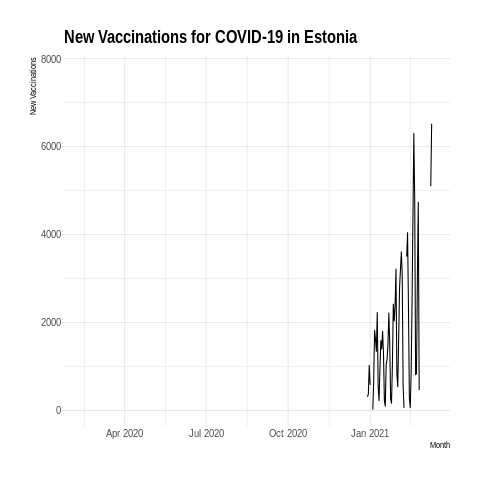 New Vaccinations for COVID-19 in Estonia
New Vaccinations
8000
6000
4000
2000
0
Apr 2020
Jul 2020
Oct 2020
Jan 2021
Month